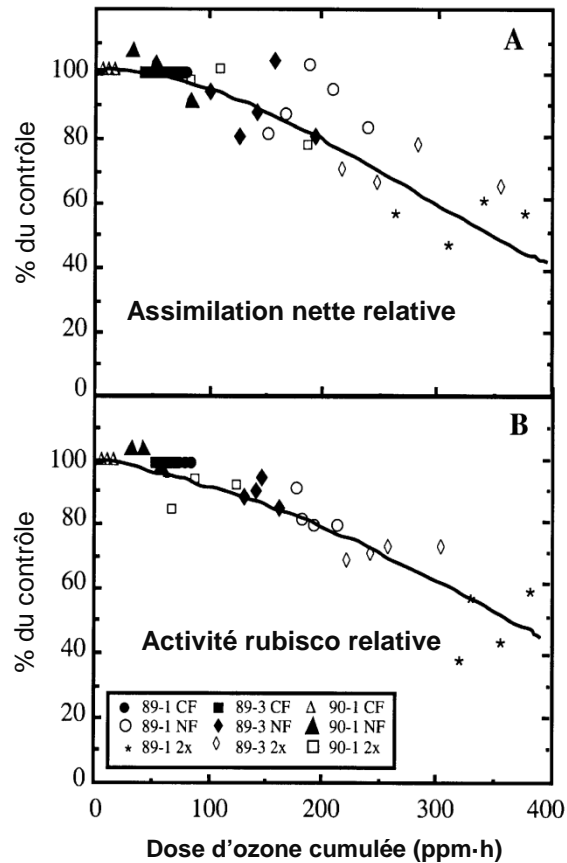 A
100
80
60
40
20
0
% du contrôle
Assimilation nette relative
B
100
80
60
40
20
0
% du contrôle
Activité rubisco relative
89-1 CF 89-3 CF 90-1 CF
89-1 NF 89-3 NF 90-1 NF
89-1 2x 89-3 2x 90-1 2x
0 100 200 300 400
Dose d'ozone cumulée (ppm·h)